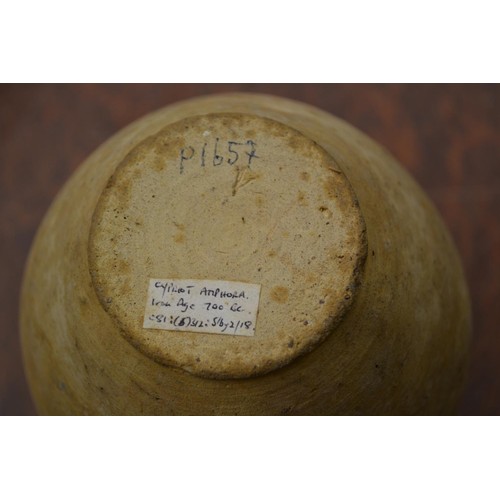 P1657
CYPRIOT AMPHORA.
Iron Age 700 BC.